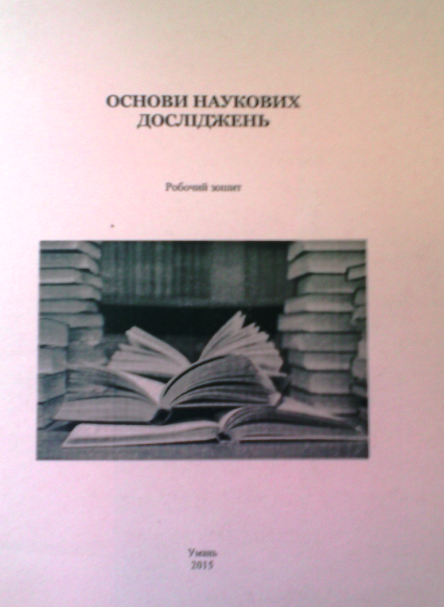 ОСНОВИ НАУКОВИХ
ДОСЛІДЖЕНЬ
Робочий зошит
Умань
2015